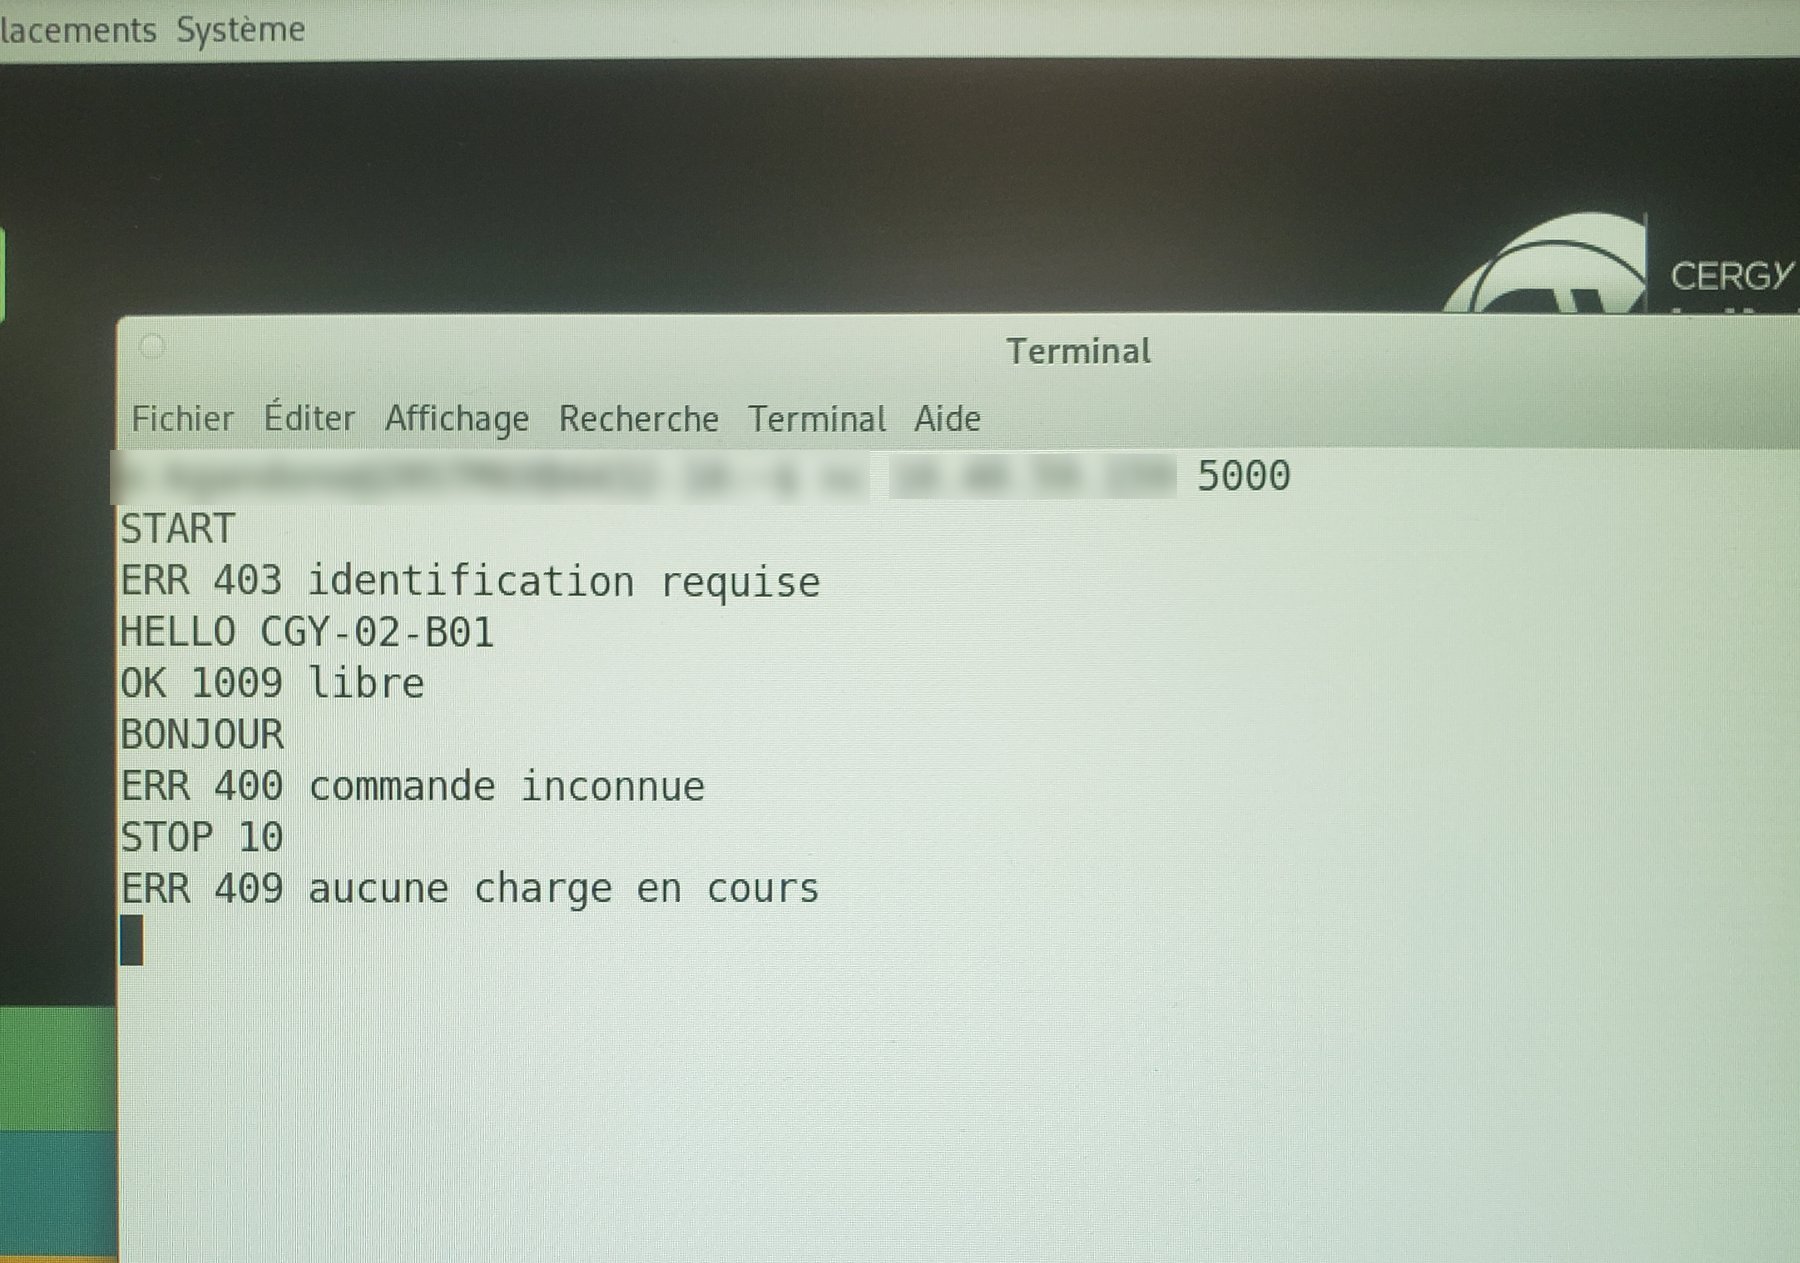 lacements Système
CERGY
Terminal
Fichier Éditer Affichage Recherche Terminal Aide
5000
START
ERR 403 identification requise
HELLO CGY-02-B01
OK 1009 libre
BONJOUR
ERR 400 commande inconnue
STOP 10
ERR 409 aucune charge en cours